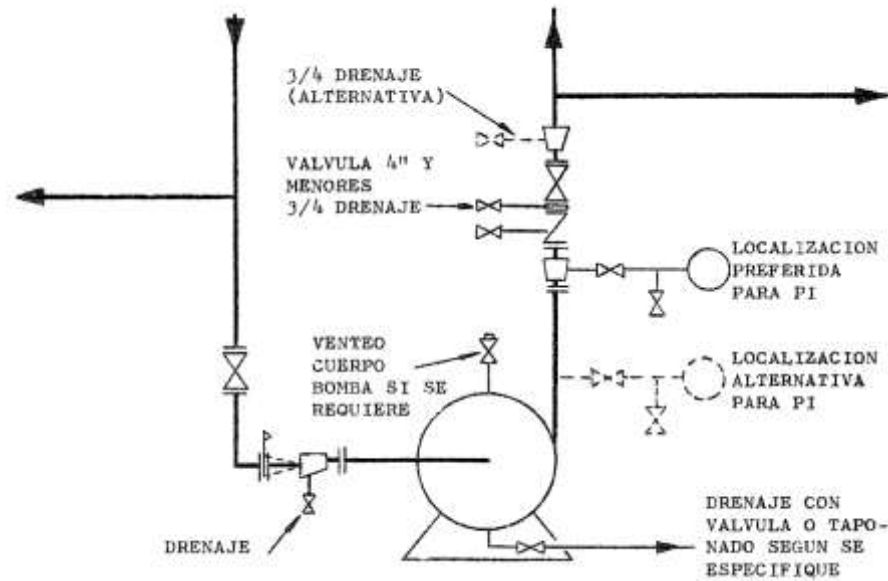 3/4 DRENAJE
(ALTERNATIVA)
VALVULA 4" Y
MENORES
3/4 DRENAJE
LOCALIZACION
PREFERIDA
PARA PI
VENTEO
CUERPO
BOMBA SI SE
REQUIERE
LOCALIZACION
ALTERNATIVA
PARA PI
DRENAJE
DRENAJE CON
VALVULA O TAPO-
NADO SEGUN SE
ESPECIFIQUE